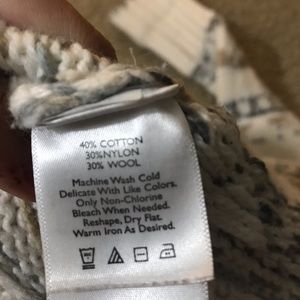 40% COTTON
30%NYLON
30% WOOL
Machine Wash Cold
Delicate With Like Colors.
Only Non-Chlorine
Bleach When Needed.
Reshape, Dry Flat.
Warm Iron As Desired.